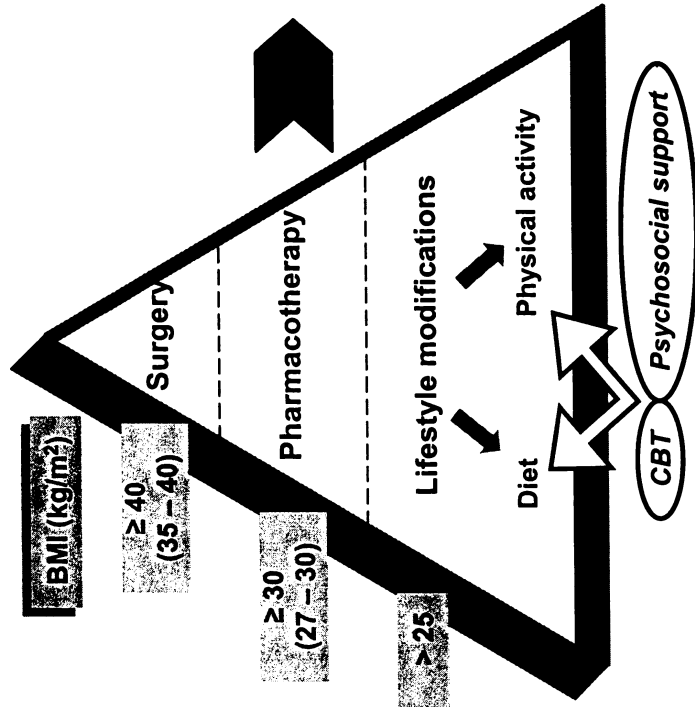 BMI (kg/m²)
≥ 40
(35 – 40)
Surgery
≥ 30
(27 – 30)
Pharmacotherapy
> 25
Lifestyle modifications
Diet
Physical activity
CBT
Psychosocial support